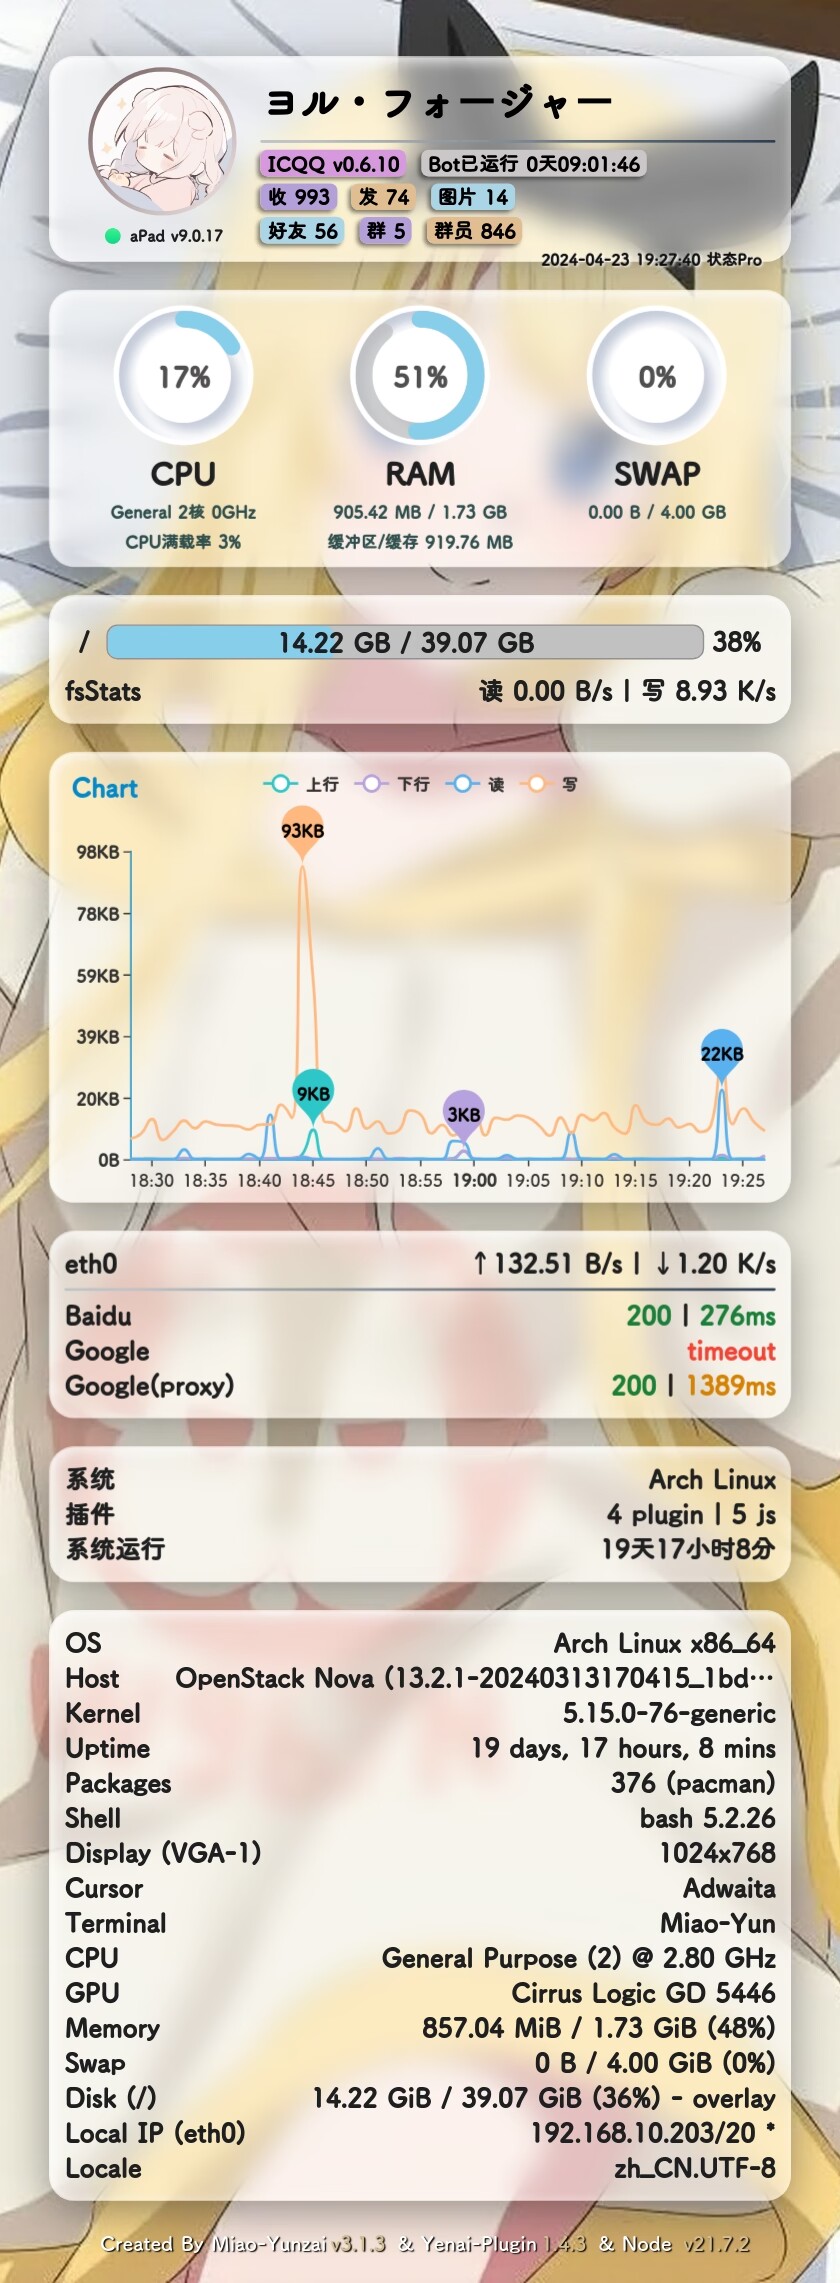 ヨル・フォージャー
ICQQ v0.6.10 Bot已运行 0天09:01:46
收 993 发 74 图片 14
好友 56 群 5 群员 846
aPad v9.0.17
2024-04-23 19:27:40 状态Pro
17% 51% 0%
CPU RAM SWAP
General 2核 0GHz 905.42 MB / 1.73 GB 0.00 B / 4.00 GB
CPU满载率 3% 缓冲区/缓存 919.76 MB
/ 14.22 GB / 39.07 GB 38%
fsStats 读 0.00 B/s | 写 8.93 K/s
Chart 上行 下行 读 写
93KB
98KB
78KB
59KB
39KB
22KB
20KB
9KB
3KB
0B
18:30 18:35 18:40 18:45 18:50 18:55 19:00 19:05 19:10 19:15 19:20 19:25
eth0 ↑132.51 B/s | ↓1.20 K/s
Baidu 200 | 276ms
Google timeout
Google(proxy) 200 | 1389ms
系统 Arch Linux
插件 4 plugin | 5 js
系统运行 19天17小时8分
OS Arch Linux x86_64
Host OpenStack Nova (13.2.1-20240313170415_1bd…
Kernel 5.15.0-76-generic
Uptime 19 days, 17 hours, 8 mins
Packages 376 (pacman)
Shell bash 5.2.26
Display (VGA-1) 1024x768
Cursor Adwaita
Terminal Miao-Yun
CPU General Purpose (2) @ 2.80 GHz
GPU Cirrus Logic GD 5446
Memory 857.04 MiB / 1.73 GiB (48%)
Swap 0 B / 4.00 GiB (0%)
Disk (/) 14.22 GiB / 39.07 GiB (36%) - overlay
Local IP (eth0) 192.168.10.203/20 *
Locale zh_CN.UTF-8
Created By Miao-Yunzai v3.1.3 & Yenai-Plugin 1.4.3 & Node v21.7.2